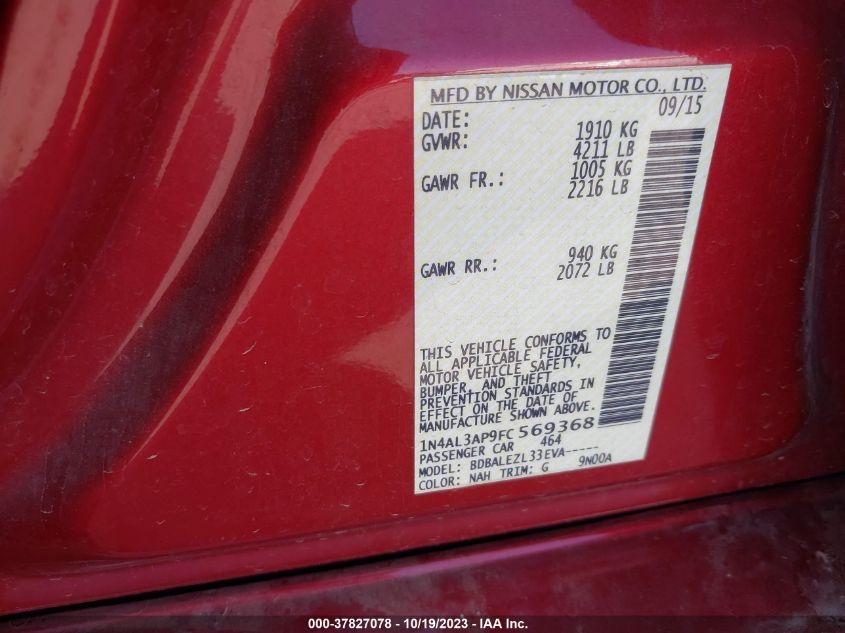 MFD BY NISSAN MOTOR CO., LTD.
DATE: 09/15
GVWR: 1910 KG
4211 LB
GAWR FR.: 1005 KG
2216 LB
GAWR RR.: 940 KG
2072 LB
THIS VEHICLE CONFORMS TO
ALL APPLICABLE FEDERAL
MOTOR VEHICLE SAFETY,
BUMPER, AND THEFT
PREVENTION STANDARDS IN
EFFECT ON THE DATE OF
MANUFACTURE SHOWN ABOVE.
1N4AL3AP9FC 569368
PASSENGER CAR 464
MODEL: BDBALEZL33EVA-----
COLOR: NAH TRIM: G 9N00A
000-37827078 - 10/19/2023 - IAA Inc.